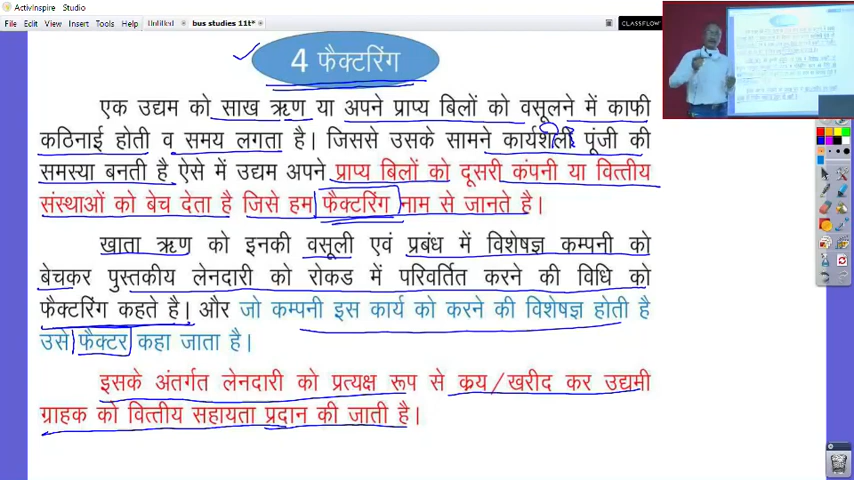 ActivInspire Studio
File Edit View Insert Tools Help Untitled bus studies 11t* CLASSFLOW
4 फैक्टरिंग
एक उद्यम को साख ऋण या अपने प्राप्य बिलों को वसूलने में काफी
कठिनाई होती व समय लगता है। जिससे उसके सामने कार्यशील पूंजी की
समस्या बनती है ऐसे में उद्यम अपने प्राप्य बिलों को दूसरी कंपनी या वित्तीय
संस्थाओं को बेच देता है जिसे हम फैक्टरिंग नाम से जानते है।
खाता ऋण को इनकी वसूली एवं प्रबंध में विशेषज्ञ कम्पनी को
बेचकर पुस्तकीय लेनदारी को रोकड में परिवर्तित करने की विधि को
फैक्टरिंग कहते है। और जो कम्पनी इस कार्य को करने की विशेषज्ञ होती है
उसे फैक्टर कहा जाता है।
इसके अंतर्गत लेनदारी को प्रत्यक्ष रूप से क्रय/खरीद कर उद्यमी
ग्राहक को वित्तीय सहायता प्रदान की जाती है।